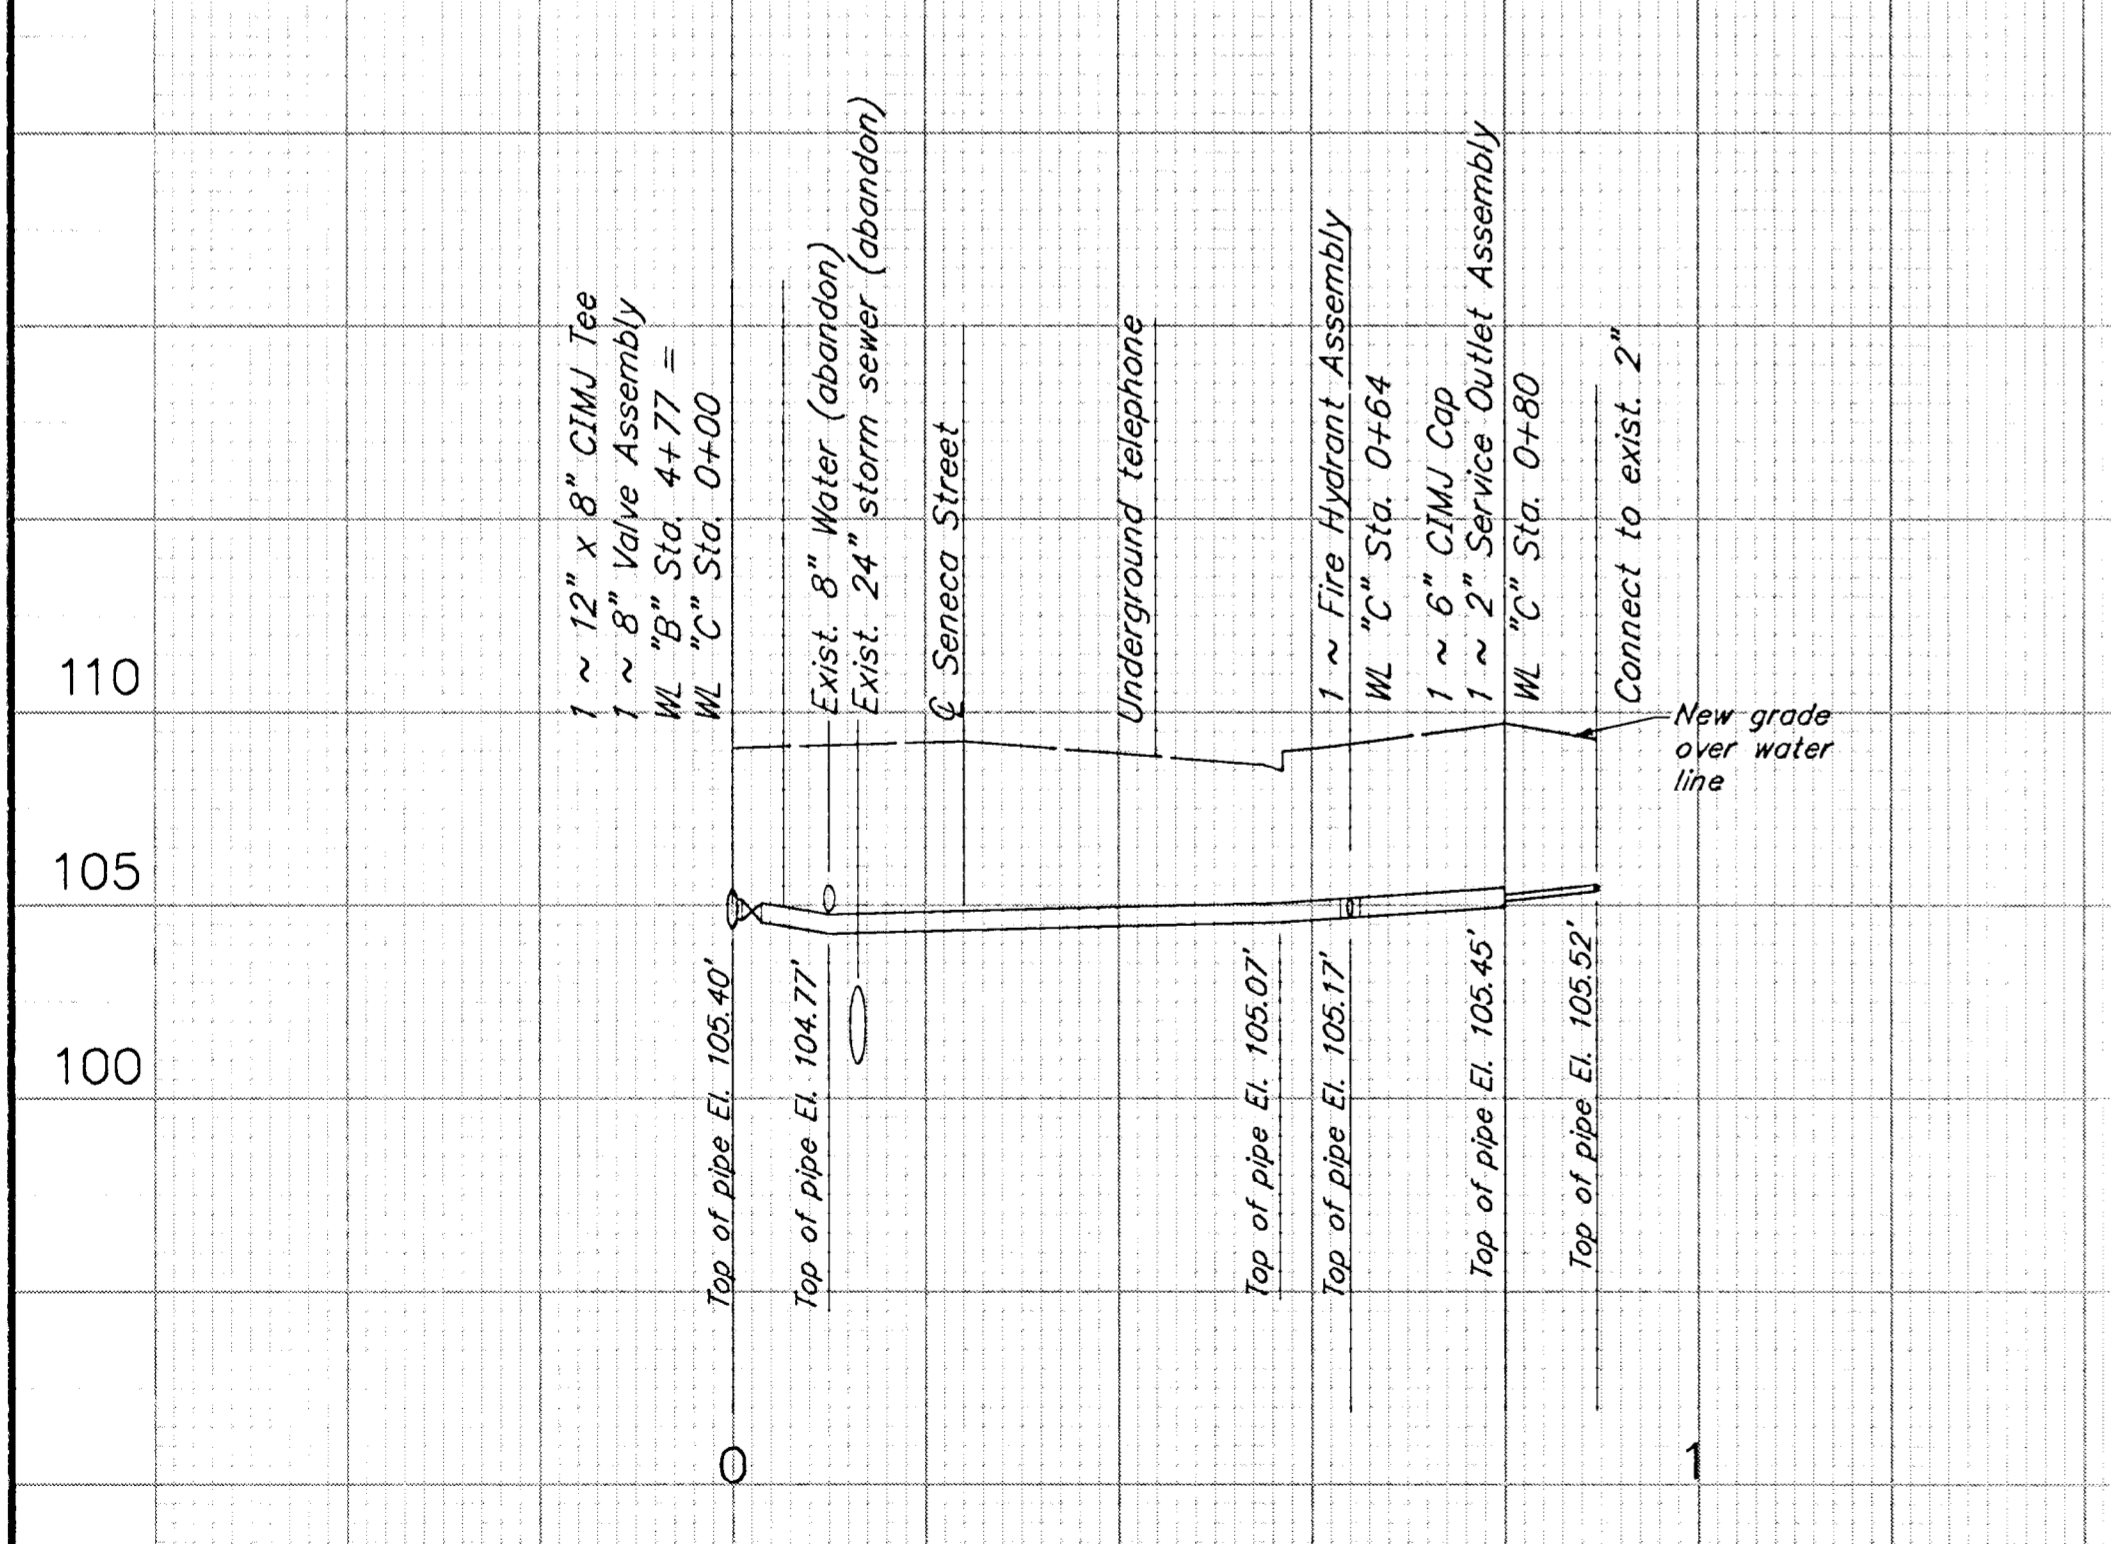 1 ~ 12" x 8" CIMJ Tee
1 ~ 8" Valve Assembly
WL "B" Sta. 4+77 =
WL "C" Sta. 0+00
Exist. 8" Water (abandon)
Exist. 24" storm sewer (abandon)
℄ Seneca Street
Underground telephone
1 ~ Fire Hydrant Assembly
WL "C" Sta. 0+64
1 ~ 6" CIMJ Cap
1 ~ 2" Service Outlet Assembly
WL "C" Sta. 0+80
Connect to exist. 2"
New grade
over water
line
110
105
100
Top of pipe El. 105.40'
Top of pipe El. 104.77'
Top of pipe El. 105.07'
Top of pipe El. 105.17'
Top of pipe El. 105.45'
Top of pipe El. 105.52'
0
1